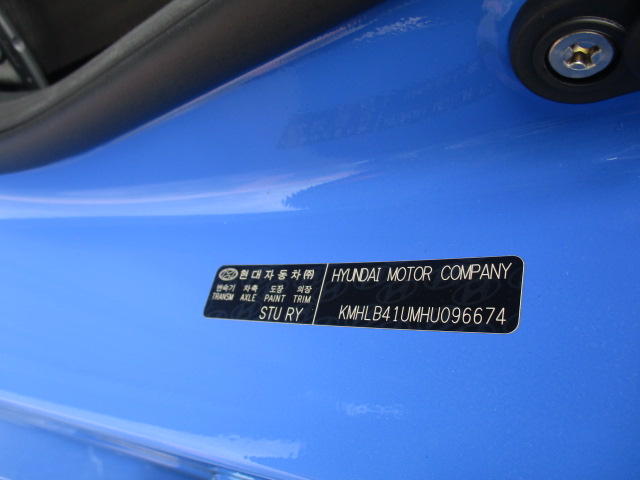 현대자동차(주)
변속기 차축 도장 의장
TRANSM AXLE PAINT TRIM
STU RY
HYUNDAI MOTOR COMPANY
KMHLB41UMHU096674